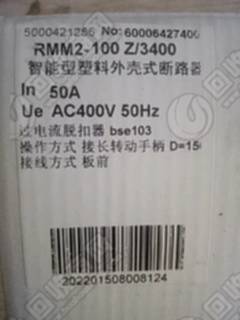 5000421286 No: 60006427400
RMM2-100 Z/3400
智能型塑料外壳式断路器
In 50A
Ue AC400V 50Hz
过电流脱扣器 bse103
操作方式 接长转动手柄 D=150
接线方式 板前
202201508008124